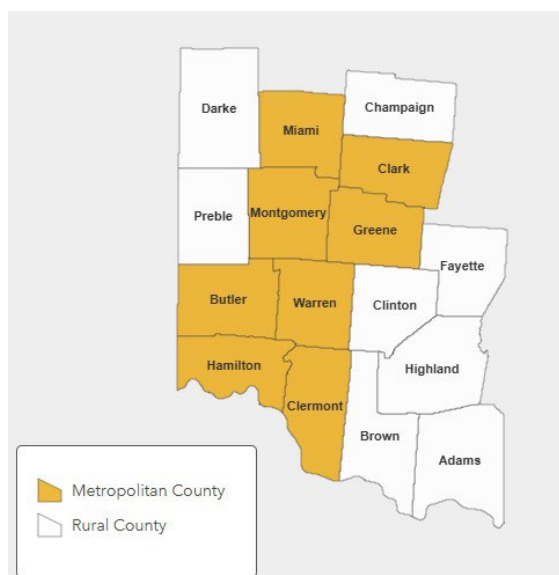 Darke
Champaign
Miami
Clark
Preble
Montgomery
Greene
Fayette
Butler
Warren
Clinton
Hamilton
Highland
Clermont
Brown
Adams
Metropolitan County
Rural County